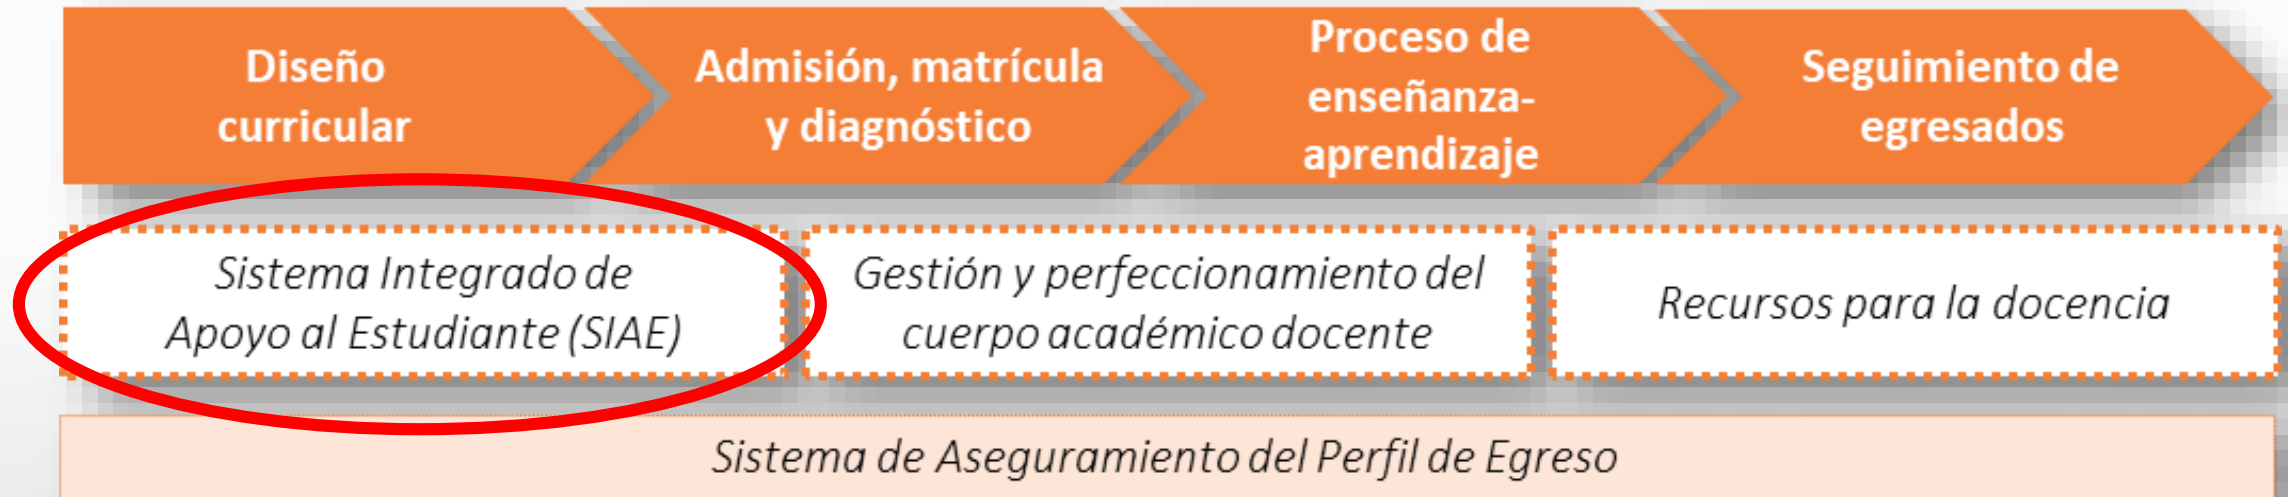 Diseño
curricular
Admisión, matrícula
y diagnóstico
Proceso de
enseñanza-
aprendizaje
Seguimiento de
egresados
Sistema Integrado de
Apoyo al Estudiante (SIAE)
Gestión y perfeccionamiento del
cuerpo académico docente
Recursos para la docencia
Sistema de Aseguramiento del Perfil de Egreso